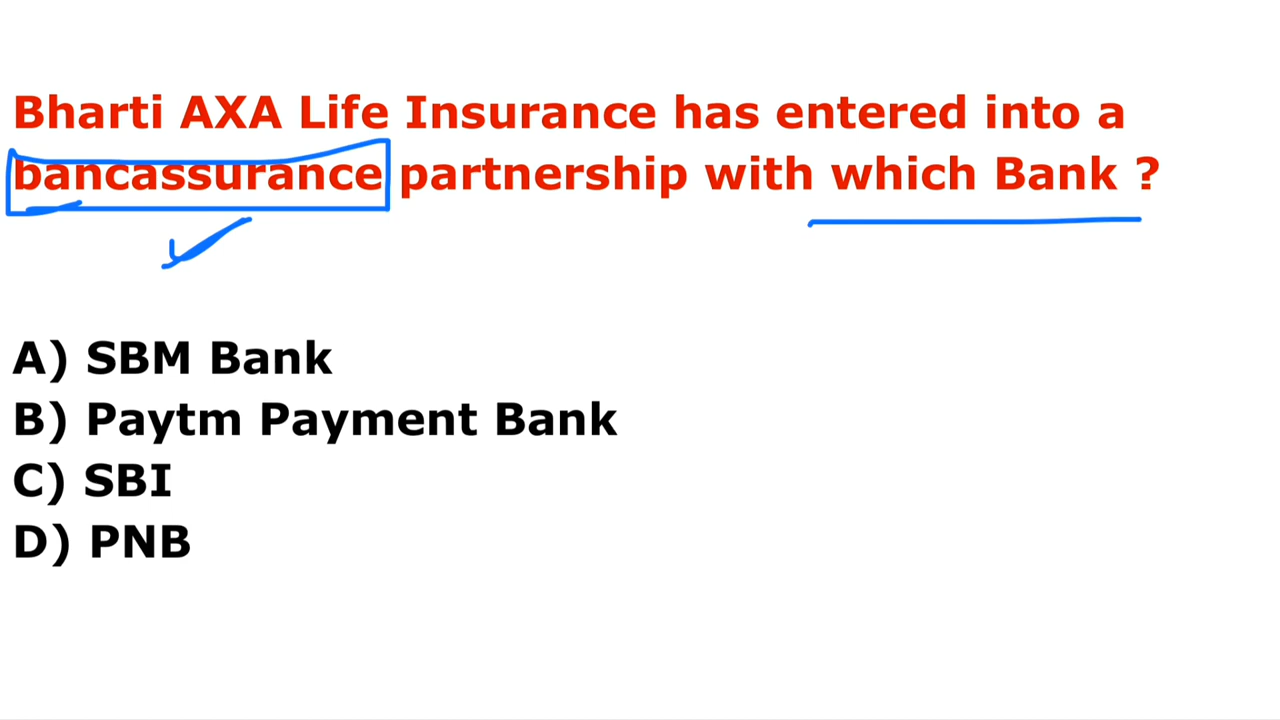 Bharti AXA Life Insurance has entered into a
bancassurance partnership with which Bank ?
A) SBM Bank
B) Paytm Payment Bank
C) SBI
D) PNB